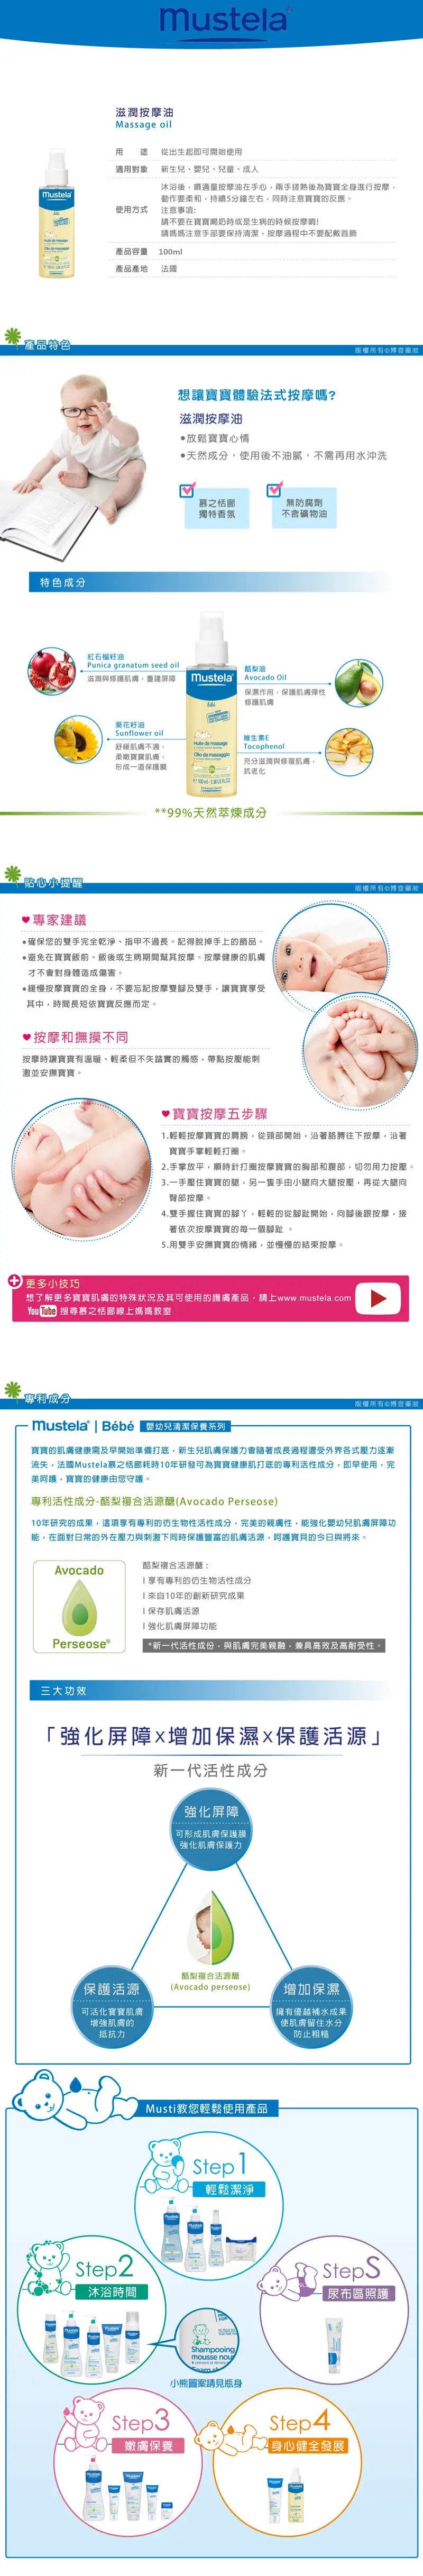 mustela
滋潤按摩油
Massage oil
用 途 從出生起即可開始使用
適用對象 新生兒、嬰兒、兒童、成人
使用方式
沐浴後，噴適量按摩油在手心，兩手搓熱後為寶寶全身進行按摩，
動作要柔和，持續5分鐘左右，同時注意寶寶的反應。
注意事項:
請不要在寶寶喝奶時或是生病的時候按摩唷!
請媽媽注意手部要保持清潔，按摩過程中不要配戴首飾
產品容量 100ml
產品產地 法國
產品特色
版權所有©博登藥妝
想讓寶寶體驗法式按摩嗎?
滋潤按摩油
●放鬆寶寶心情
●天然成分，使用後不油膩，不需再用水沖洗
慕之恬廊
獨特香氛
無防腐劑
不含礦物油
特色成分
紅石榴籽油
Punica granatum seed oil
滋潤與修護肌膚，重建屏障
葵花籽油
Sunflower oil
舒緩肌膚不適，
柔嫩寶寶肌膚，
形成一道保護膜
mustela
bébé
Huile de massage
Olio de massaggio
酪梨油
Avocado Oil
保濕作用，保護肌膚彈性
修護肌膚
維生素E
Tocophenol
充分滋潤與修復肌膚，
抗老化
**99%天然萃煉成分
貼心小提醒
版權所有©博登藥妝
♥專家建議
●確保您的雙手完全乾淨、指甲不過長。記得脫掉手上的飾品。
●避免在寶寶飯前、飯後或生病期間幫其按摩。按摩健康的肌膚
才不會對身體造成傷害。
●緩慢按摩寶寶的全身，不要忘記按摩雙腳及雙手，讓寶寶享受
其中，時間長短依寶寶反應而定。
♥按摩和撫摸不同
按摩時讓寶寶有溫暖、輕柔但不失踏實的觸感，帶點按壓能刺
激並安撫寶寶。
♥寶寶按摩五步驟
1.輕輕按摩寶寶的肩膀，從頸部開始，沿著胳膊往下按摩，沿著
寶寶手掌輕輕打圈。
2.手掌放平，順時針打圈按摩寶寶的胸部和腹部，切勿用力按壓。
3.一手壓住寶寶的腿，另一隻手由小腿向大腿按壓，再從大腿向
臀部按摩。
4.雙手握住寶寶的腳丫，輕輕的從腳趾開始，向腳後跟按摩，接
著依次按摩寶寶的每一個腳趾 。
5.用雙手安撫寶寶的情緒，並慢慢的結束按摩。
更多小技巧
想了解更多寶寶肌膚的特殊狀況及其可使用的護膚產品，請上www.mustela.com
YouTube 搜尋慕之恬廊線上媽媽教室
專利成分
版權所有©博登藥妝
mustela | Bébé 嬰幼兒清潔保養系列
寶寶的肌膚健康需及早開始準備打底，新生兒肌膚保護力會隨著成長過程遭受外界各式壓力逐漸
流失，法國Mustela慕之恬廊耗時10年研發可為寶寶健康肌打底的專利活性成分，即早使用，完
美呵護，寶寶的健康由您守護。
專利活性成分-酪梨複合活源醣(Avocado Perseose)
10年研究的成果，這項享有專利的仿生物性活性成分，完美的親膚性，能強化嬰幼兒肌膚屏障功
能，在面對日常的外在壓力與刺激下同時保護豐富的肌膚活源，呵護寶貝的今日與將來。
Avocado
Perseose®
酪梨複合活源醣：
l 享有專利的仿生物活性成分
l 來自10年的創新研究成果
l 保存肌膚活源
l 強化肌膚屏障功能
*新一代活性成份，與肌膚完美親融，兼具高效及高耐受性。
三大功效
「強化屏障x增加保濕x保護活源」
新一代活性成分
強化屏障
可形成肌膚保護膜
強化肌膚保護力
酪梨複合活源醣
(Avocado perseose)
保護活源
可活化寶寶肌膚
增強肌膚的
抵抗力
增加保濕
擁有優越補水成果
使肌膚留住水分
防止粗糙
Musti教您輕鬆使用產品
Step1
輕鬆潔淨
Step2
沐浴時間
StepS
尿布區照護
Shampooing
mousse nou
小熊圖案請見瓶身
Step3
嫩膚保養
Step4
身心健全發展